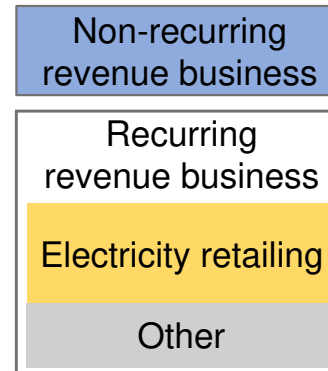 Non-recurring
revenue business
Recurring
revenue business
Electricity retailing
Other